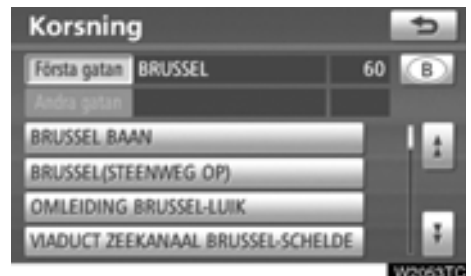 Korsning
Första gatan BRUSSEL 60 B
Andra gatan
BRUSSEL BAAN
BRUSSEL(STEENWEG OP)
OMLEIDING BRUSSEL-LUIK
VIADUCT ZEEKANAAL BRUSSEL-SCHELDE